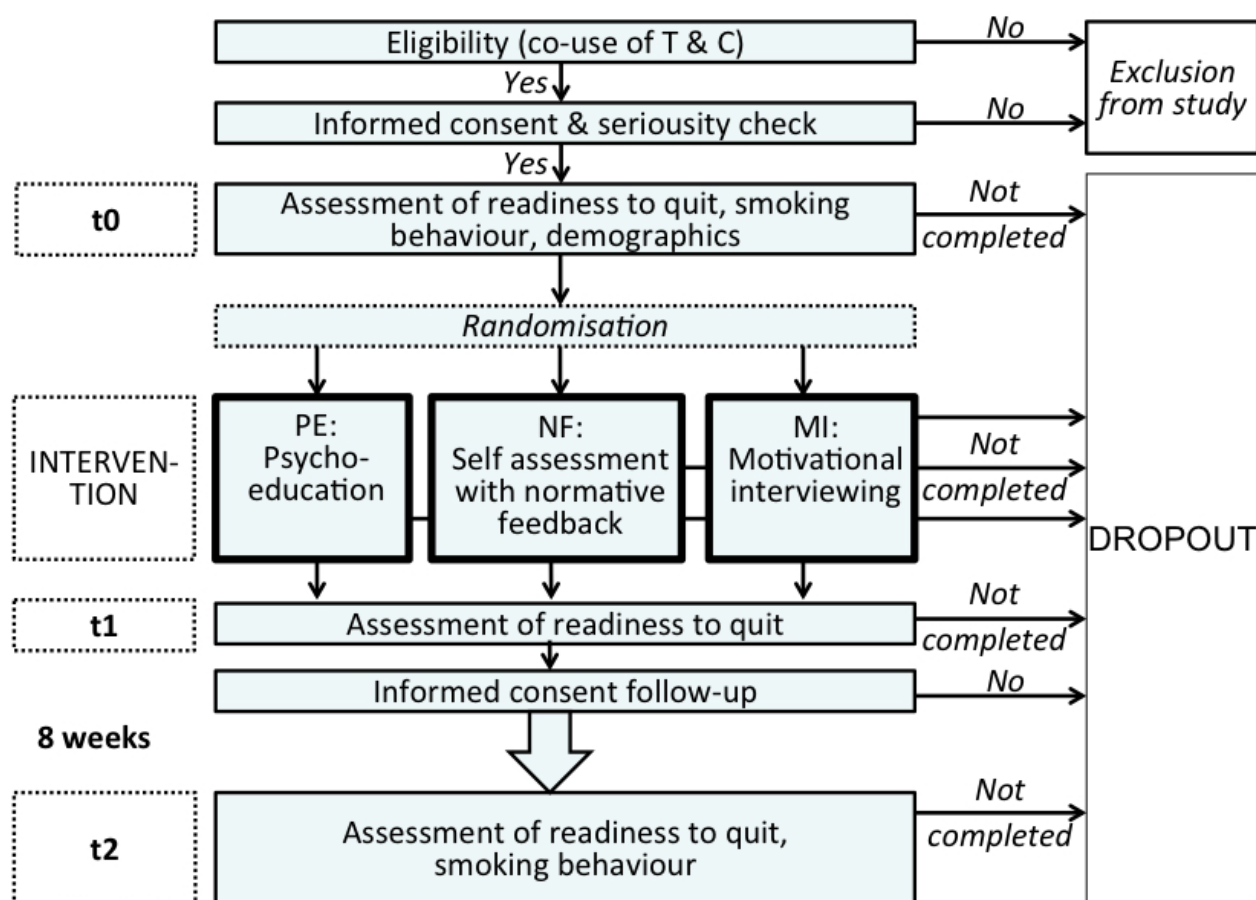 Eligibility (co-use of T & C)
No
Exclusion
from study
Yes
Informed consent & seriousity check
No
Yes
t0
Assessment of readiness to quit, smoking
behaviour, demographics
Not
completed
Randomisation
INTERVEN-
TION
PE:
Psycho-
education
NF:
Self assessment
with normative
feedback
MI:
Motivational
interviewing
Not
completed
DROPOUT
t1
Assessment of readiness to quit
Not
completed
Informed consent follow-up
No
8 weeks
t2
Assessment of readiness to quit,
smoking behaviour
Not
completed